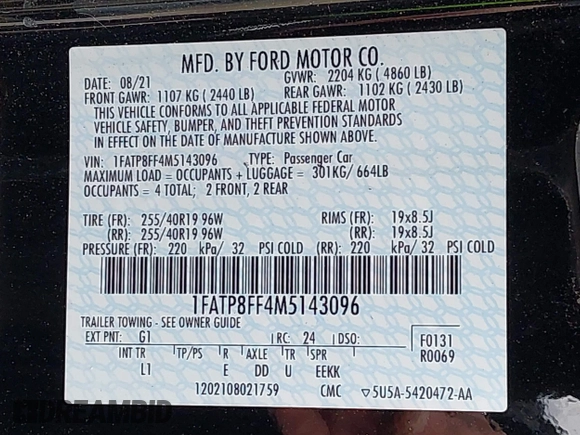 MFD. BY FORD MOTOR CO.
DATE: 08/21 GVWR: 2204 KG ( 4860 LB)
FRONT GAWR: 1107 KG ( 2440 LB) REAR GAWR: 1102 KG ( 2430 LB)
THIS VEHICLE CONFORMS TO ALL APPLICABLE FEDERAL MOTOR
VEHICLE SAFETY, BUMPER, AND THEFT PREVENTION STANDARDS
IN EFFECT ON THE DATE OF MANUFACTURE SHOWN ABOVE.
VIN: 1FATP8FF4M5143096 TYPE: Passenger Car
MAXIMUM LOAD = OCCUPANTS + LUGGAGE = 301KG/ 664LB
OCCUPANTS = 4 TOTAL; 2 FRONT, 2 REAR
TIRE (FR): 255/40R19 96W RIMS (FR): 19x8.5J
(RR): 255/40R19 96W (RR): 19x8.5J
PRESSURE (FR): 220 kPa/ 32 PSI COLD (RR): 220 kPa/ 32 PSI COLD
1FATP8FF4M5143096
TRAILER TOWING - SEE OWNER GUIDE
EXT PNT: G1 RC: 24 DSO: F0131
R0069
INT TR TP/PS R AXLE TR SPR
L1 E DD U EEKK
1202108021759 CMC ▽5U5A-5420472-AA
DREAMBID